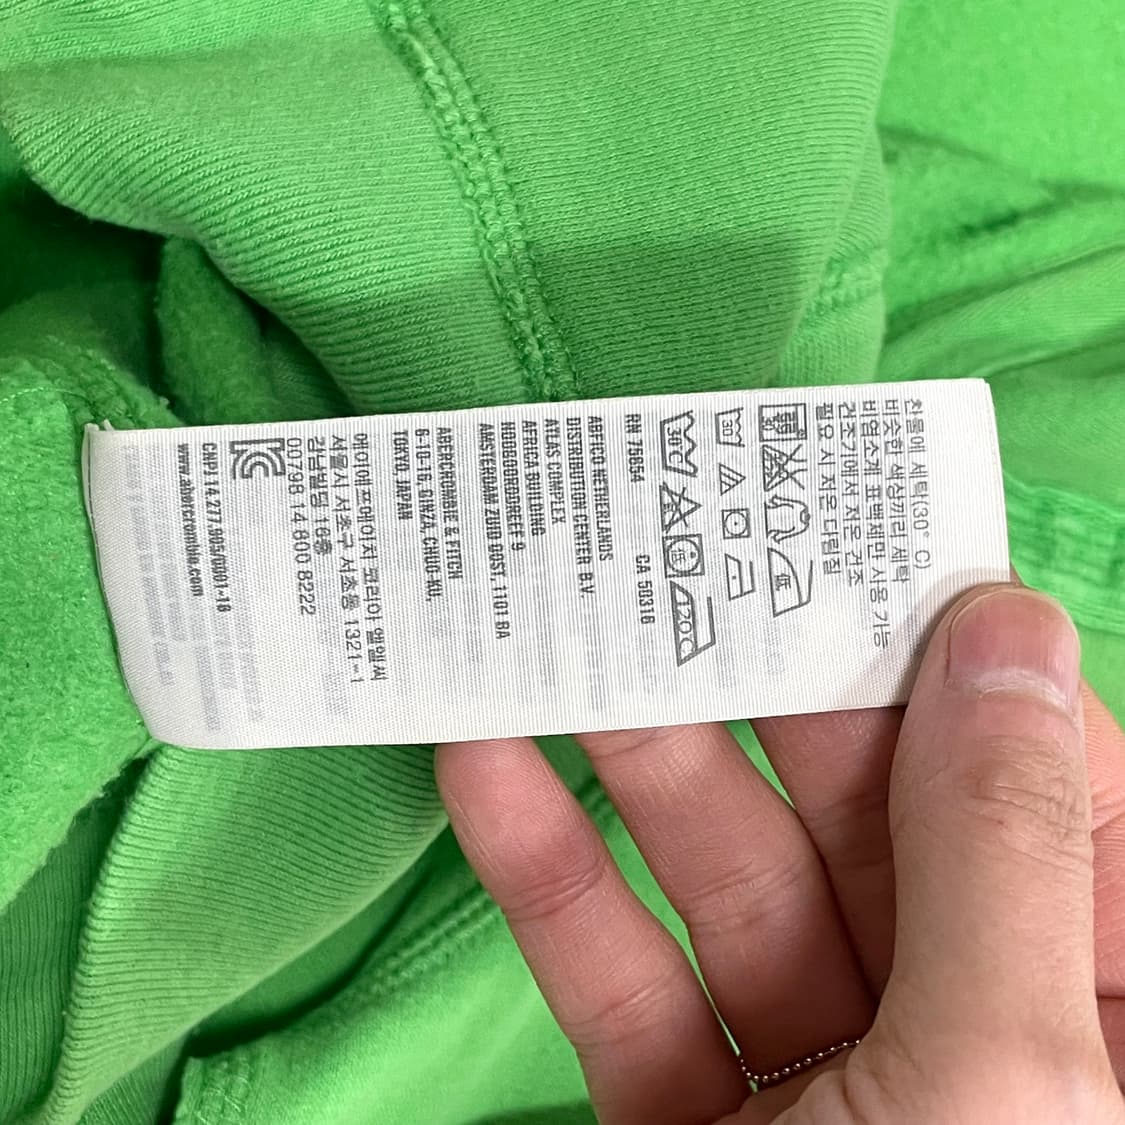 찬물에 세탁(30° C)
비슷한 색상끼리 세탁
비염소계 표백제만 사용 가능
건조기에서 저온 건조
필요 시 저온 다림질
30
120°C
RN 75654 CA 50316
ABFICO NETHERLANDS
DISTRIBUTION CENTER B.V.
ATLAS COMPLEX
AFRICA BUILDING
HOOGOORDDREEF 9
AMSTERDAM ZUID OOST, 1101 BA
ABERCROMBIE & FITCH
6-10-16, GINZA, CHUO-KU,
TOKYO, JAPAN
에이에프에이치 코리아 엘엘씨
서울시 서초구 서초동 1321-1
강남빌딩 16층
00798 14 800 8222
CNP114.277.005/0001-18
www.abercrombie.com